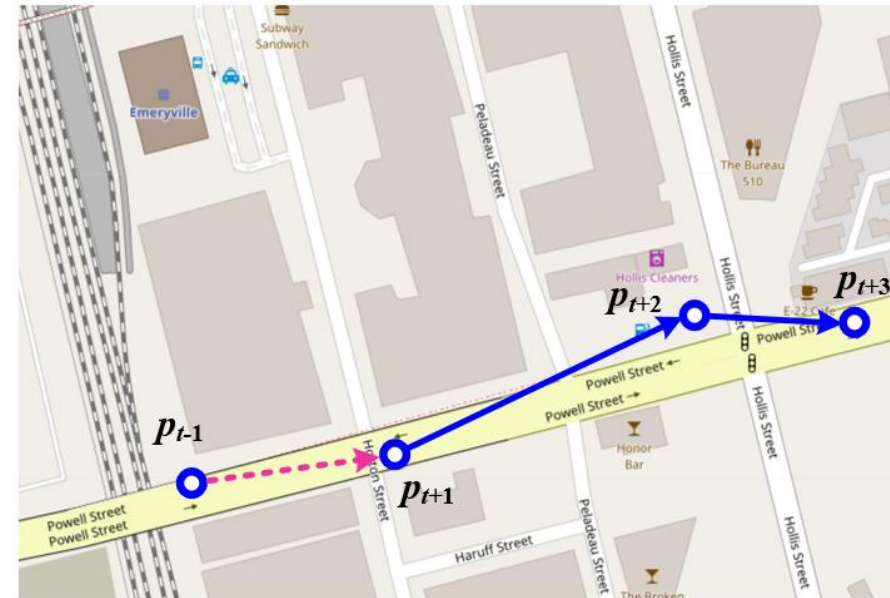 Subway
Sandwich
Emeryville
Peladeau Street
Hollis Street
The Bureau
510
Hollis Cleaners
Hollis Street
p_{t+2}
p_{t+3}
E-22 Cafe
Powell Street
Powell Street
Powell Street
p_{t-1}
Horton Street
p_{t+1}
Honor
Bar
Hollis Street
Powell Street
Powell Street
Haruff Street
Peladeau Street
Hollis Street
The Broken